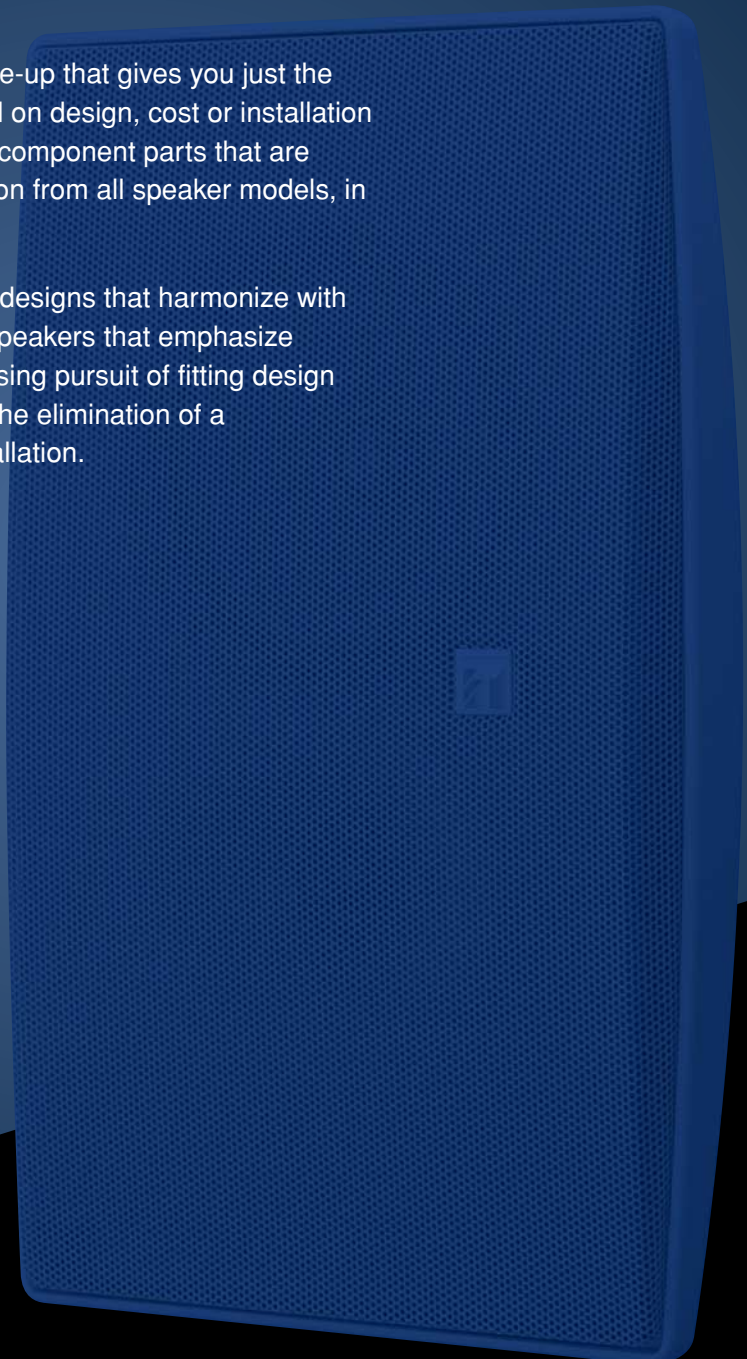 e-up that gives you just the
on design, cost or installation
component parts that are
on from all speaker models, in
designs that harmonize with
peakers that emphasize
sing pursuit of fitting design
he elimination of a
allation.